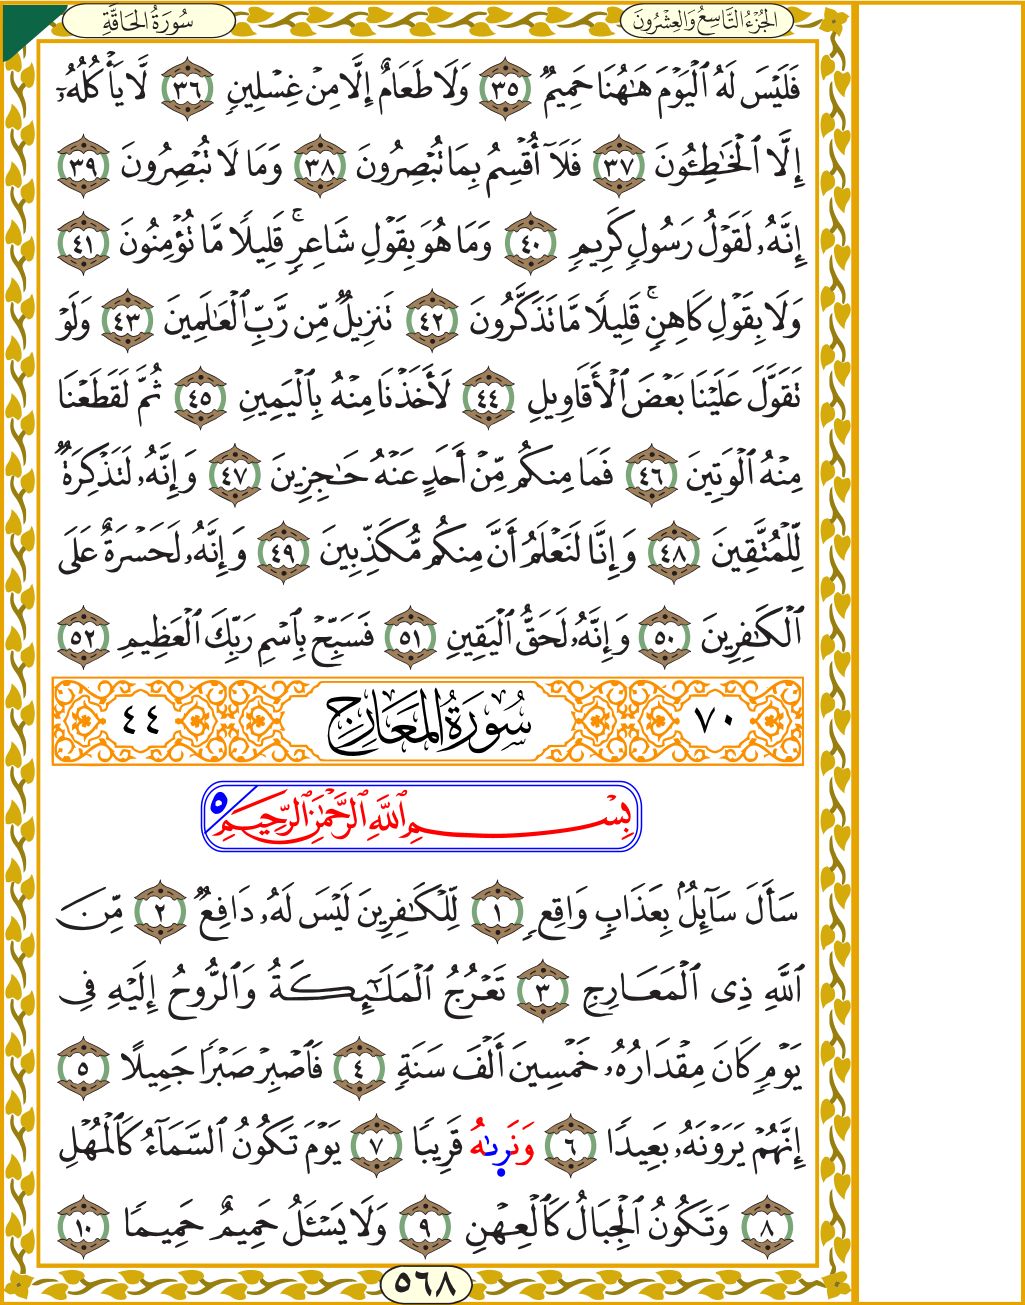 الجُزْءُ التَّاسِعُ وَالعِشْرُونَ
سُورَةُ الحَاقَّةِ
فَلَيْسَ لَهُ ٱلْيَوْمَ هَٰهُنَا حَمِيمٌ ٣٥ وَلَا طَعَامٌ إِلَّا مِنْ غِسْلِينٍ ٣٦ لَّا يَأْكُلُهُۥٓ
إِلَّا ٱلْخَٰطِـُٔونَ ٣٧ فَلَآ أُقْسِمُ بِمَا تُبْصِرُونَ ٣٨ وَمَا لَا تُبْصِرُونَ ٣٩
إِنَّهُۥ لَقَوْلُ رَسُولٍ كَرِيمٍ ٤٠ وَمَا هُوَ بِقَوْلِ شَاعِرٍ ۚ قَلِيلًا مَّا تُؤْمِنُونَ ٤١
وَلَا بِقَوْلِ كَاهِنٍ ۚ قَلِيلًا مَّا تَذَكَّرُونَ ٤٢ تَنزِيلٌ مِّن رَّبِّ ٱلْعَٰلَمِينَ ٤٣ وَلَوْ
تَقَوَّلَ عَلَيْنَا بَعْضَ ٱلْأَقَاوِيلِ ٤٤ لَأَخَذْنَا مِنْهُ بِٱلْيَمِينِ ٤٥ ثُمَّ لَقَطَعْنَا
مِنْهُ ٱلْوَتِينَ ٤٦ فَمَا مِنكُم مِّنْ أَحَدٍ عَنْهُ حَٰجِزِينَ ٤٧ وَإِنَّهُۥ لَتَذْكِرَةٌ
لِّلْمُتَّقِينَ ٤٨ وَإِنَّا لَنَعْلَمُ أَنَّ مِنكُم مُّكَذِّبِينَ ٤٩ وَإِنَّهُۥ لَحَسْرَةٌ عَلَى
ٱلْكَٰفِرِينَ ٥٠ وَإِنَّهُۥ لَحَقُّ ٱلْيَقِينِ ٥١ فَسَبِّحْ بِٱسْمِ رَبِّكَ ٱلْعَظِيمِ ٥٢
٧٠ سُورَةُ المَعَارِجِ ٤٤
بِسْمِ ٱللَّهِ ٱلرَّحْمَٰنِ ٱلرَّحِيمِ ٥
سَأَلَ سَآئِلٌۢ بِعَذَابٍ وَاقِعٍ ١ لِّلْكَٰفِرِينَ لَيْسَ لَهُۥ دَافِعٌ ٢ مِّنَ
ٱللَّهِ ذِى ٱلْمَعَارِجِ ٣ تَعْرُجُ ٱلْمَلَٰٓئِكَةُ وَٱلرُّوحُ إِلَيْهِ فِى
يَوْمٍ كَانَ مِقْدَارُهُۥ خَمْسِينَ أَلْفَ سَنَةٍ ٤ فَٱصْبِرْ صَبْرًا جَمِيلًا ٥
إِنَّهُمْ يَرَوْنَهُۥ بَعِيدًا ٦ وَنَرىٰهُ قَرِيبًا ٧ يَوْمَ تَكُونُ ٱلسَّمَآءُ كَٱلْمُهْلِ
٨ وَتَكُونُ ٱلْجِبَالُ كَٱلْعِهْنِ ٩ وَلَا يَسْـَٔلُ حَمِيمٌ حَمِيمًا ١٠
٥٦٨